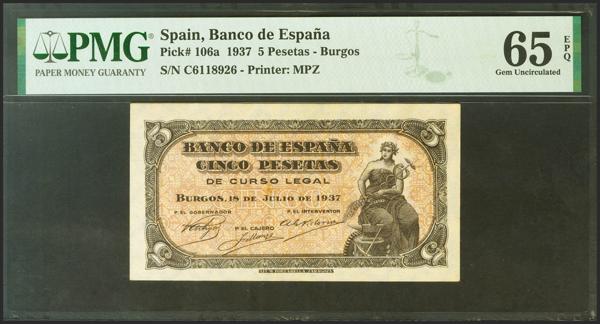 PMG
PAPER MONEY GUARANTY
Spain, Banco de España
Pick# 106a 1937 5 Pesetas - Burgos
S/N C6118926 - Printer: MPZ
65 EPQ
Gem Uncirculated
5 5
BANCO DE ESPAÑA
CINCO PESETAS
DE CURSO LEGAL
BURGOS, 18 DE JULIO DE 1937
P. EL GOBERNADOR P. EL INTERVENTOR
P. EL CAJERO
5